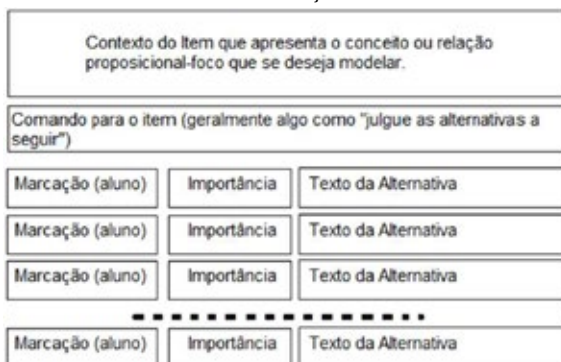 Contexto do Item que apresenta o conceito ou relação
proposicional-foco que se deseja modelar.
Comando para o item (geralmente algo como "julgue as alternativas a
seguir")
Marcação (aluno) Importância Texto da Alternativa
Marcação (aluno) Importância Texto da Alternativa
Marcação (aluno) Importância Texto da Alternativa
Marcação (aluno) Importância Texto da Alternativa